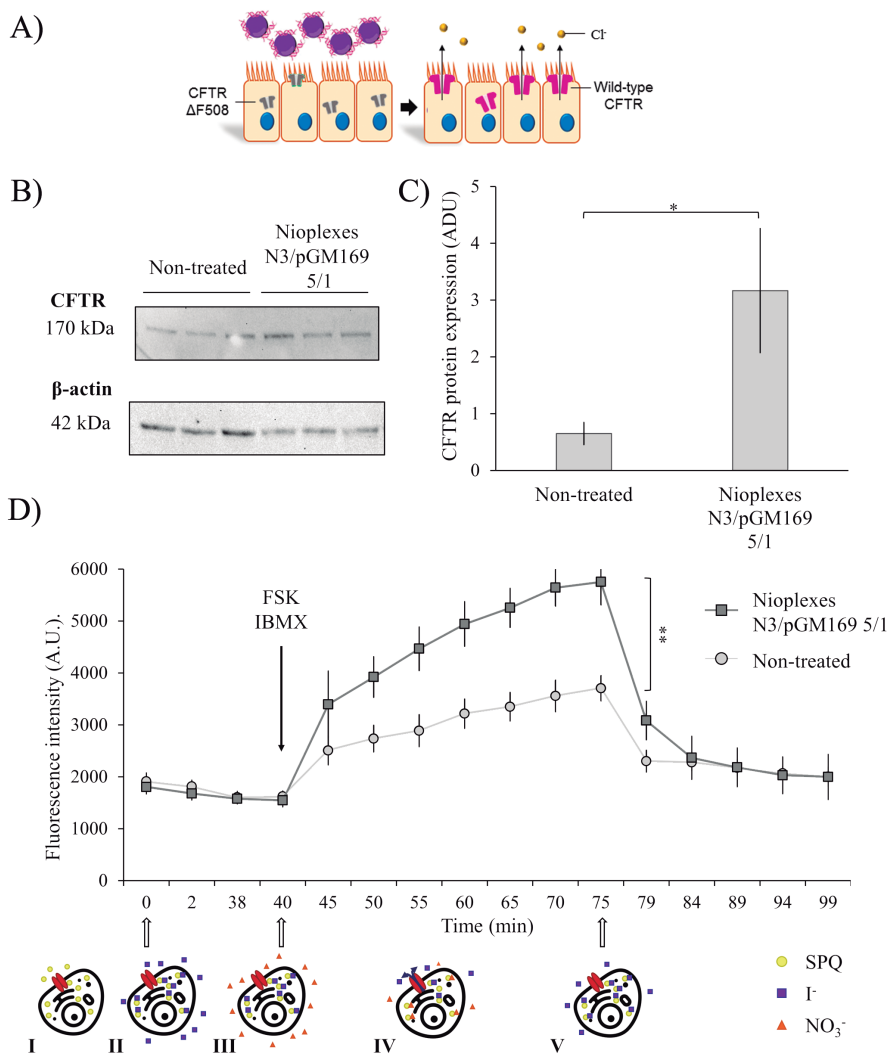 A)
CFTR
ΔF508
Cl-
Wild-type
CFTR
B)
Non-treated
Nioplexes
N3/pGM169
5/1
CFTR
170 kDa
β-actin
42 kDa
C)
CFTR protein expression (ADU)
5
4
3
2
1
0
*
Non-treated
Nioplexes
N3/pGM169
5/1
D)
Fluorescence intensity (A.U.).
6000
5000
4000
3000
2000
1000
0
FSK
IBMX
**
Nioplexes
N3/pGM169 5/1
Non-treated
0 2 38 40 45 50 55 60 65 70 75 79 84 89 94 99
Time (min)
I II III IV V
SPQ
I-
NO3-